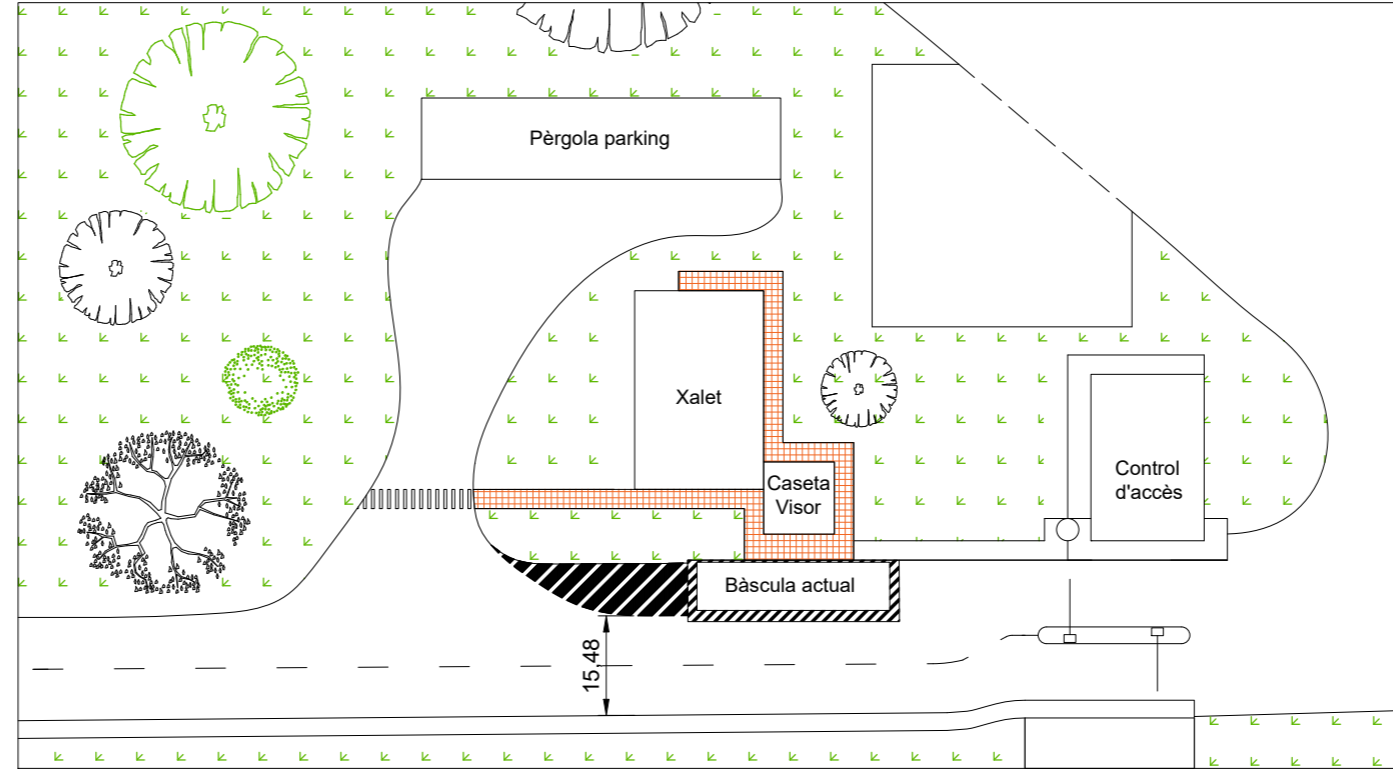 Pèrgola parking
Xalet
Caseta
Visor
Control
d'accès
Bàscula actual
15,48